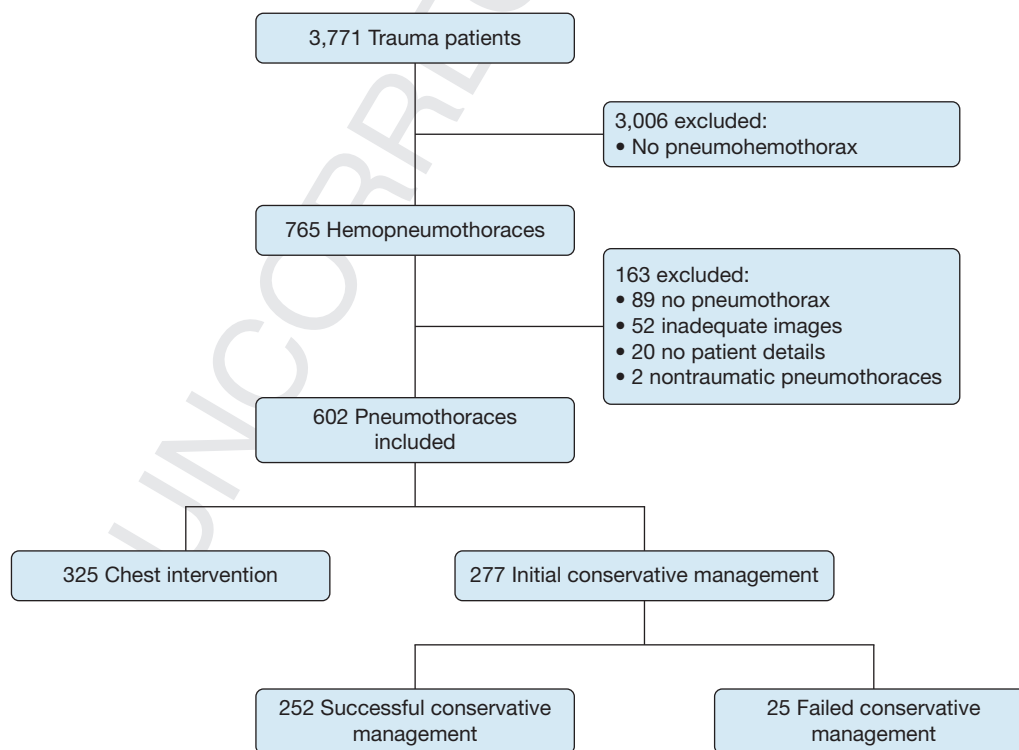 3,771 Trauma patients
3,006 excluded:
• No pneumohemothorax
765 Hemopneumothoraces
163 excluded:
• 89 no pneumothorax
• 52 inadequate images
• 20 no patient details
• 2 nontraumatic pneumothoraces
602 Pneumothoraces
included
325 Chest intervention
277 Initial conservative management
252 Successful conservative
management
25 Failed conservative
management